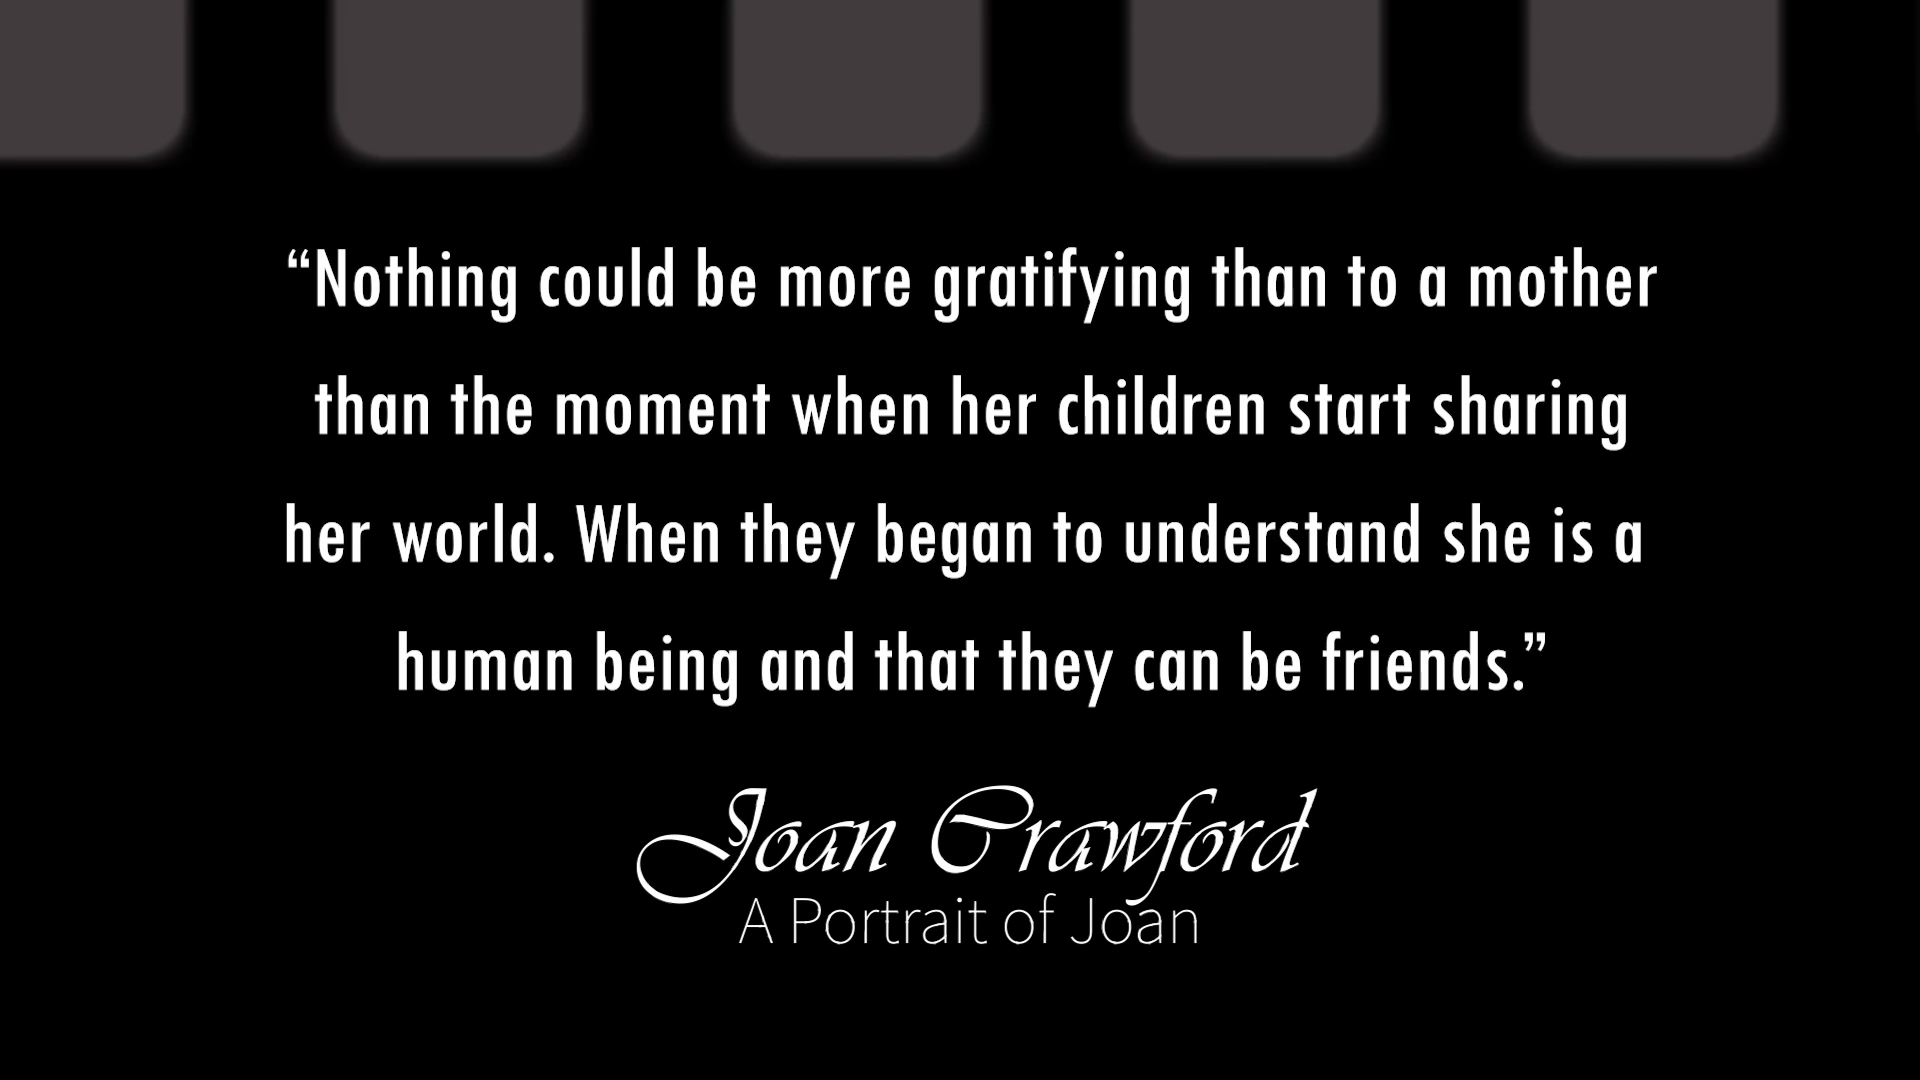 “Nothing could be more gratifying than to a mother
than the moment when her children start sharing
her world. When they began to understand she is a
human being and that they can be friends.”
Joan Crawford
A Portrait of Joan